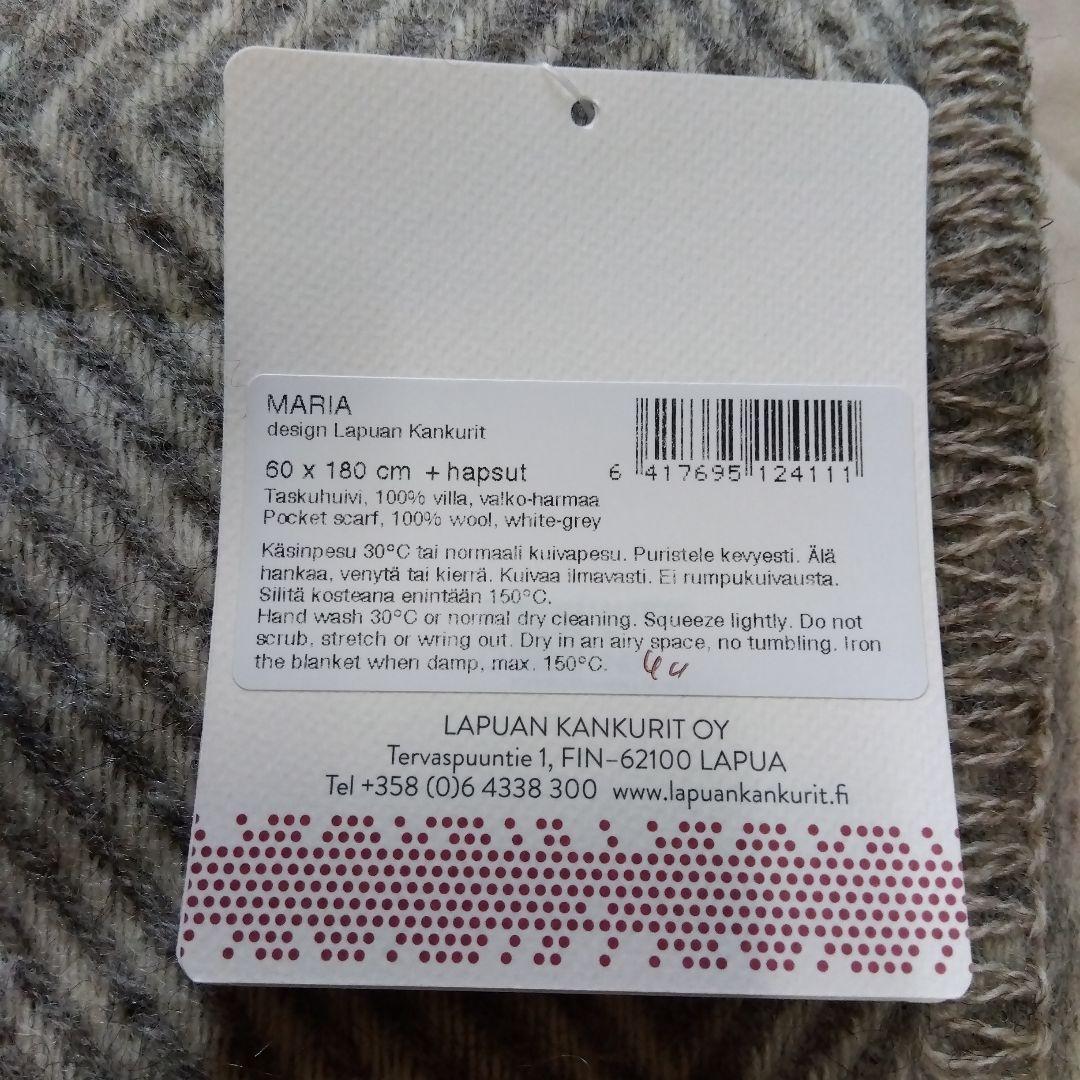 MARIA
design Lapuan Kankurit
60 x 180 cm + hapsut
6 417695 124111
Taskuhuivi, 100% villa, valko-harmaa
Pocket scarf, 100% wool, white-grey
Käsinpesu 30°C tai normaali kuivapesu. Puristele kevyesti. Älä
hankaa, venytä tai kierrä. Kuivaa ilmavasti. Ei rumpukuivausta.
Silitä kosteana enintään 150°C.
Hand wash 30°C or normal dry cleaning. Squeeze lightly. Do not
scrub, stretch or wring out. Dry in an airy space, no tumbling. Iron
the blanket when damp, max. 150°C.
LAPUAN KANKURIT OY
Tervaspuuntie 1, FIN-62100 LAPUA
Tel +358 (0)6 4338 300 www.lapuankankurit.fi